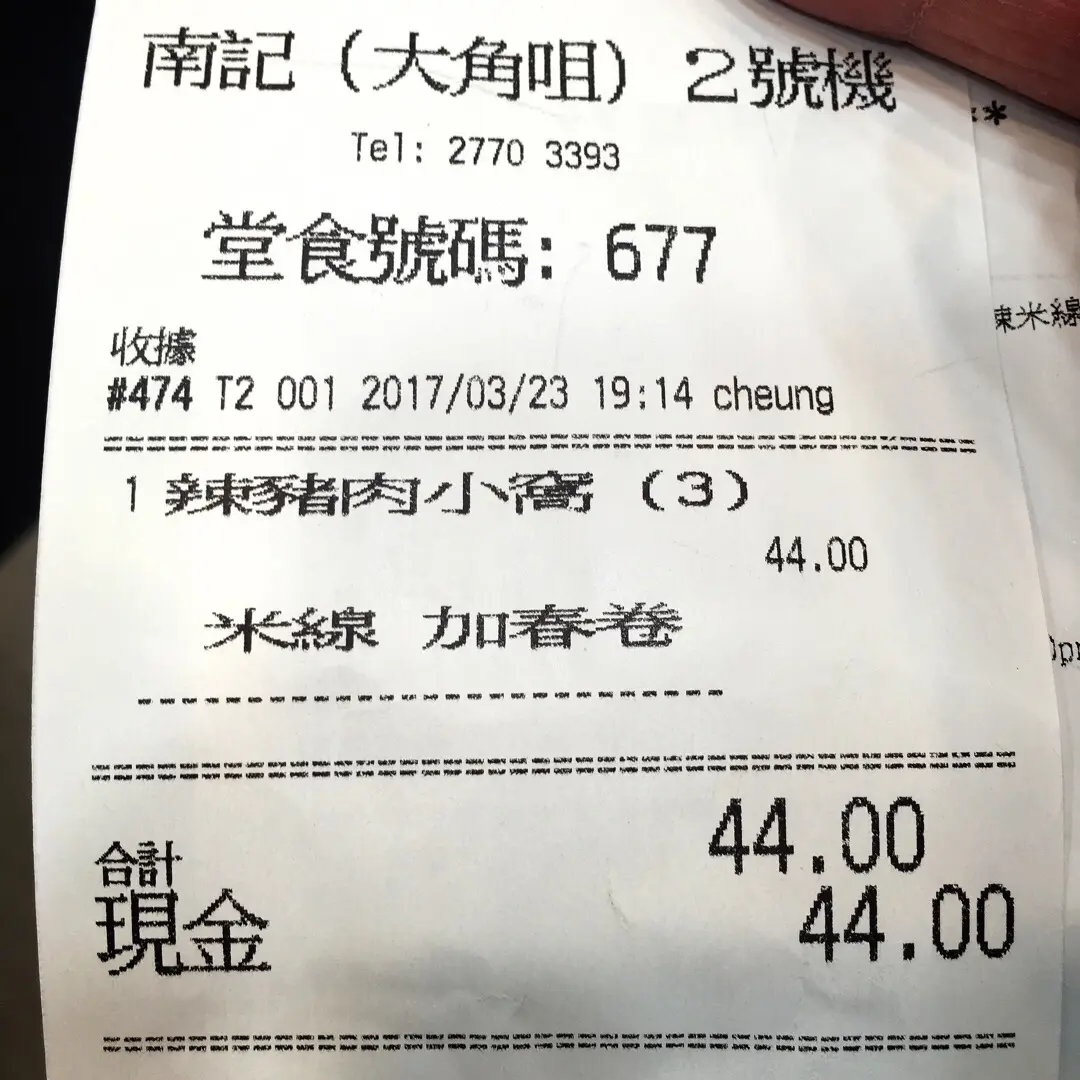 南記（大角咀）２號機
Tel: 2770 3393
堂食號碼: 677
收據
#474 T2 001 2017/03/23 19:14 cheung
1 辣豬肉小窩（３）
44.00
米線 加春卷
合計 44.00
現金 44.00
*
米線